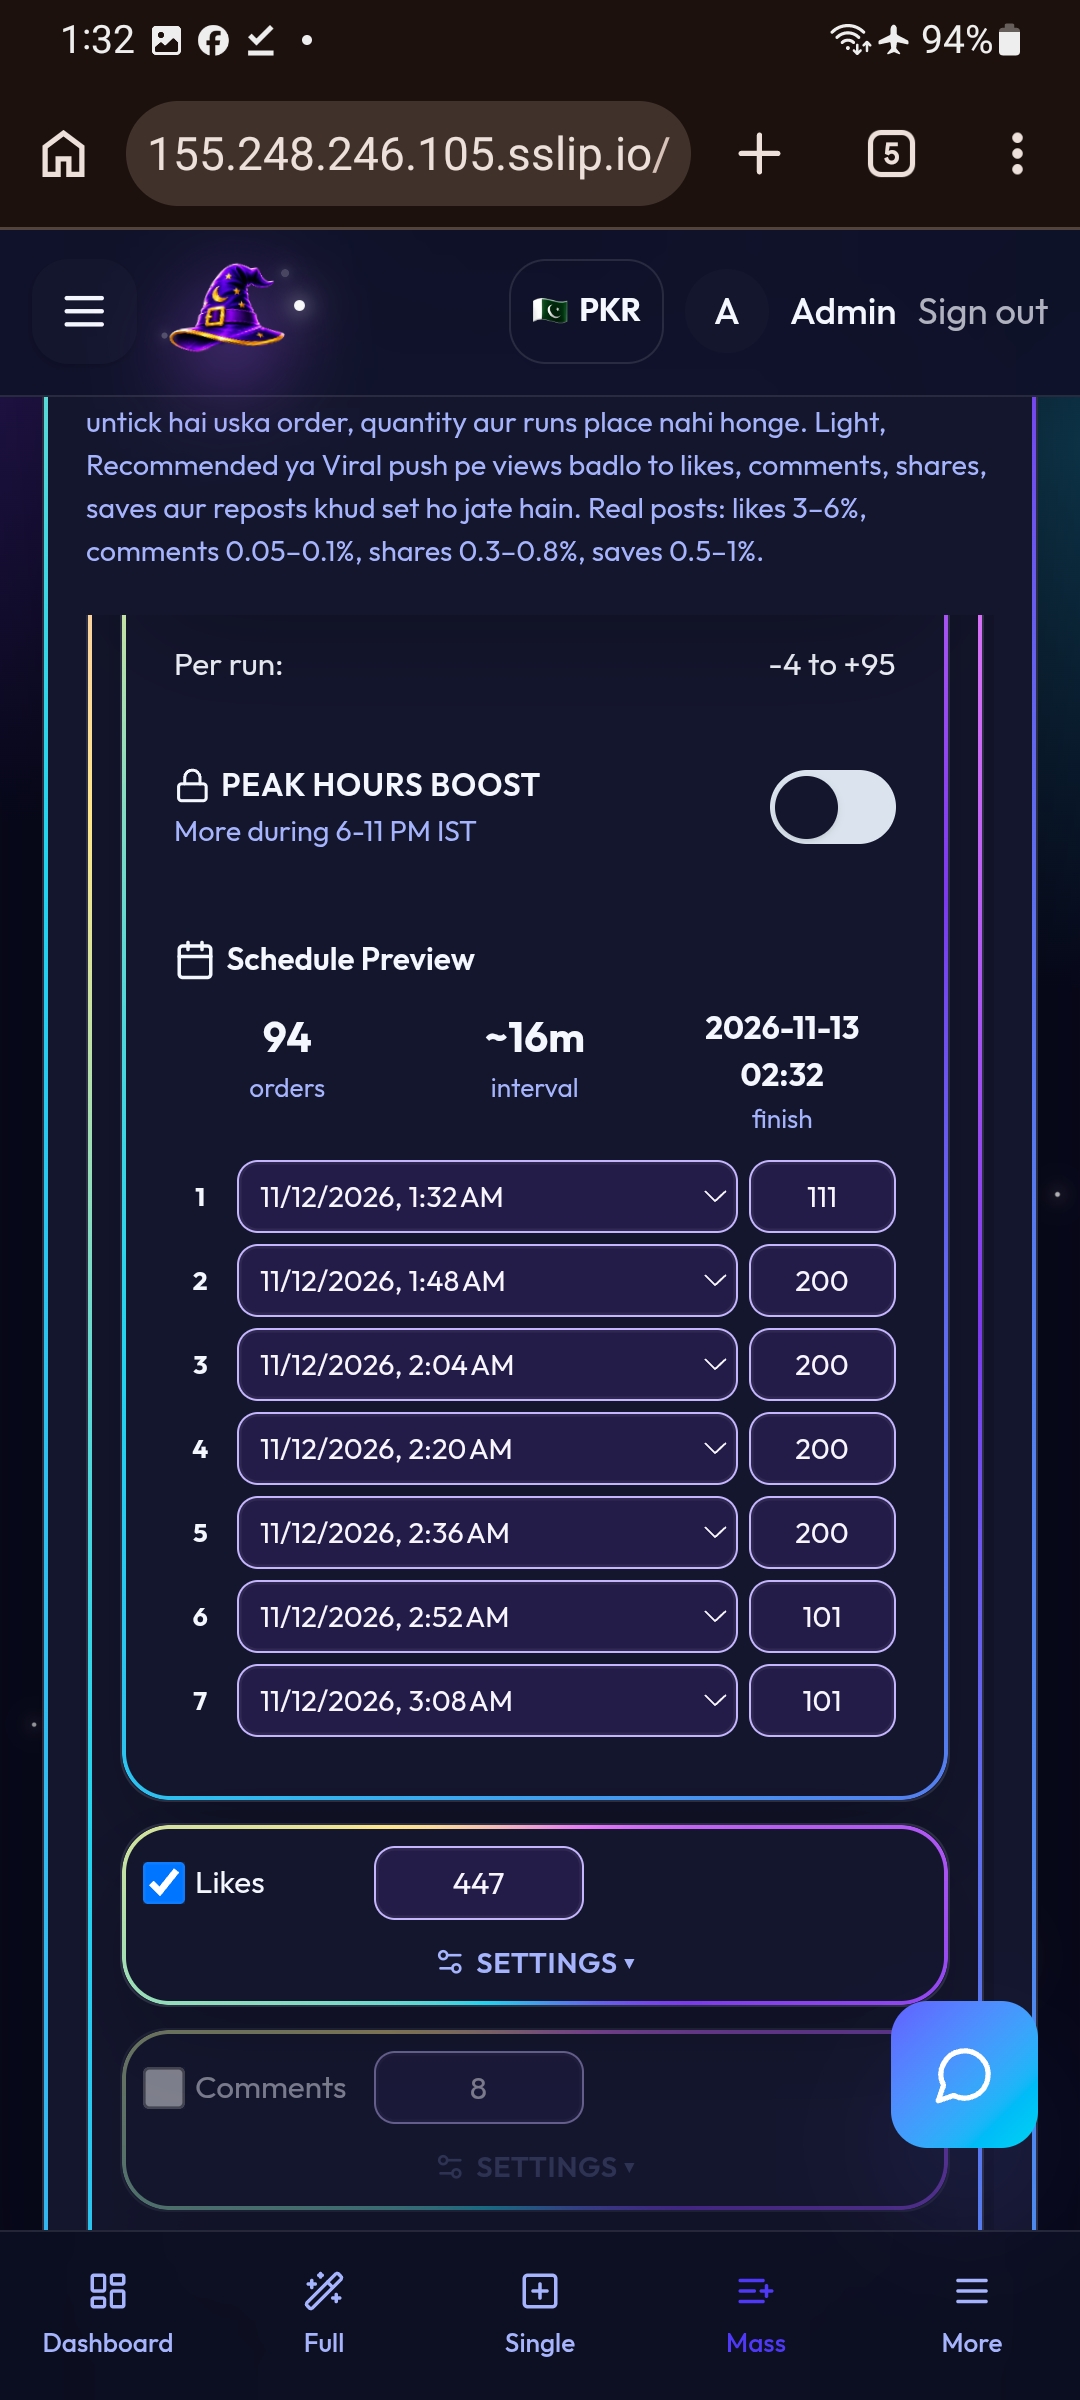 1:32
94%
155.248.246.105.sslip.io/
5
PKR
A
Admin
Sign out
untick hai uska order, quantity aur runs place nahi honge. Light,
Recommended ya Viral push pe views badlo to likes, comments, shares,
saves aur reposts khud set ho jate hain. Real posts: likes 3–6%,
comments 0.05–0.1%, shares 0.3–0.8%, saves 0.5–1%.
Per run:
-4 to +95
PEAK HOURS BOOST
More during 6-11 PM IST
Schedule Preview
94
orders
~16m
interval
2026-11-13
02:32
finish
1
11/12/2026, 1:32 AM
111
2
11/12/2026, 1:48 AM
200
3
11/12/2026, 2:04 AM
200
4
11/12/2026, 2:20 AM
200
5
11/12/2026, 2:36 AM
200
6
11/12/2026, 2:52 AM
101
7
11/12/2026, 3:08 AM
101
Likes
447
SETTINGS ▾
Comments
8
SETTINGS ▾
Dashboard
Full
Single
Mass
More